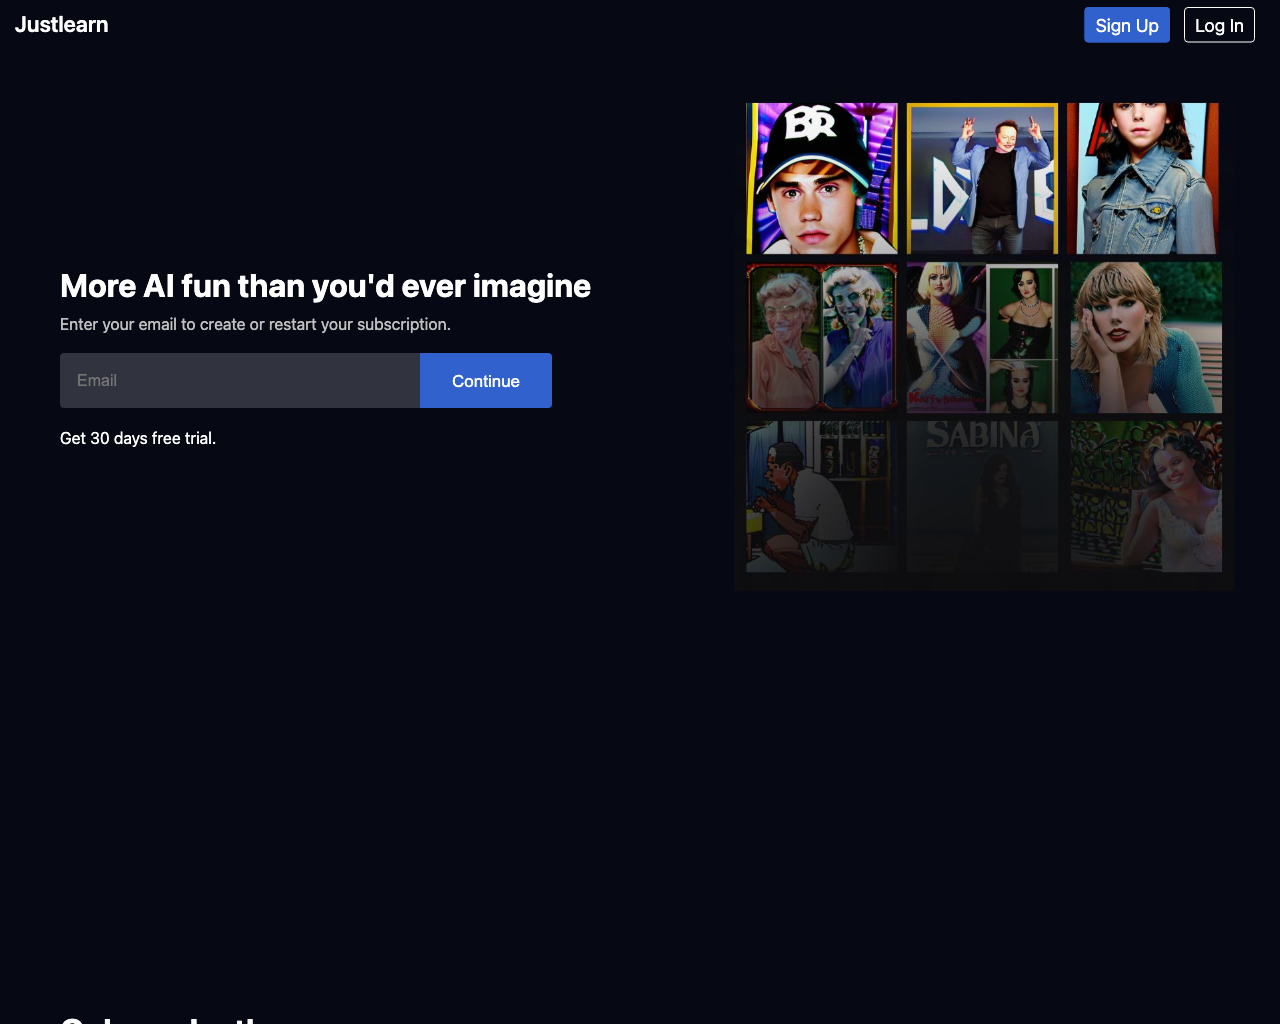 Justlearn
Sign Up
Log In
More AI fun than you'd ever imagine
Enter your email to create or restart your subscription.
Email
Continue
Get 30 days free trial.
BR
SABINA